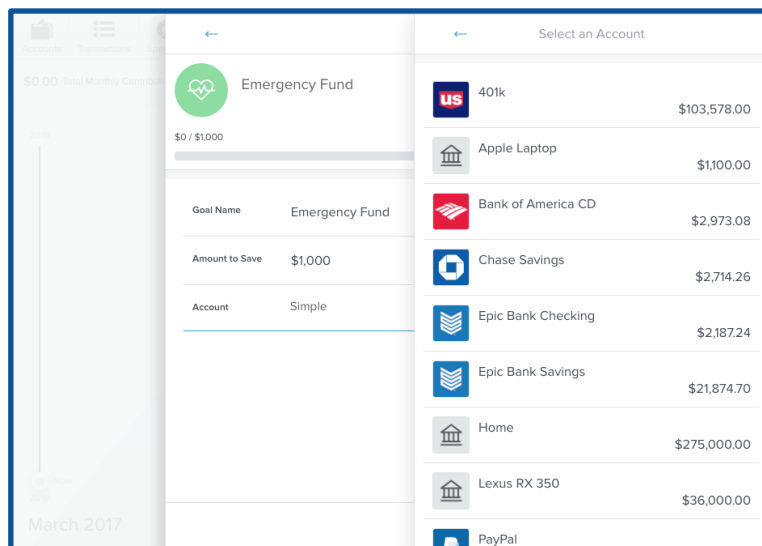 Accounts
Transactions
$0.00 Total Monthly Contribut
Now
March 2017
←
Emergency Fund
$0 / $1,000
Goal Name Emergency Fund
Amount to Save $1,000
Account Simple
← Select an Account
us
401k
$103,578.00
Apple Laptop
$1,100.00
Bank of America CD
$2,973.08
Chase Savings
$2,714.26
Epic Bank Checking
$2,187.24
Epic Bank Savings
$21,874.70
Home
$275,000.00
Lexus RX 350
$36,000.00
PayPal